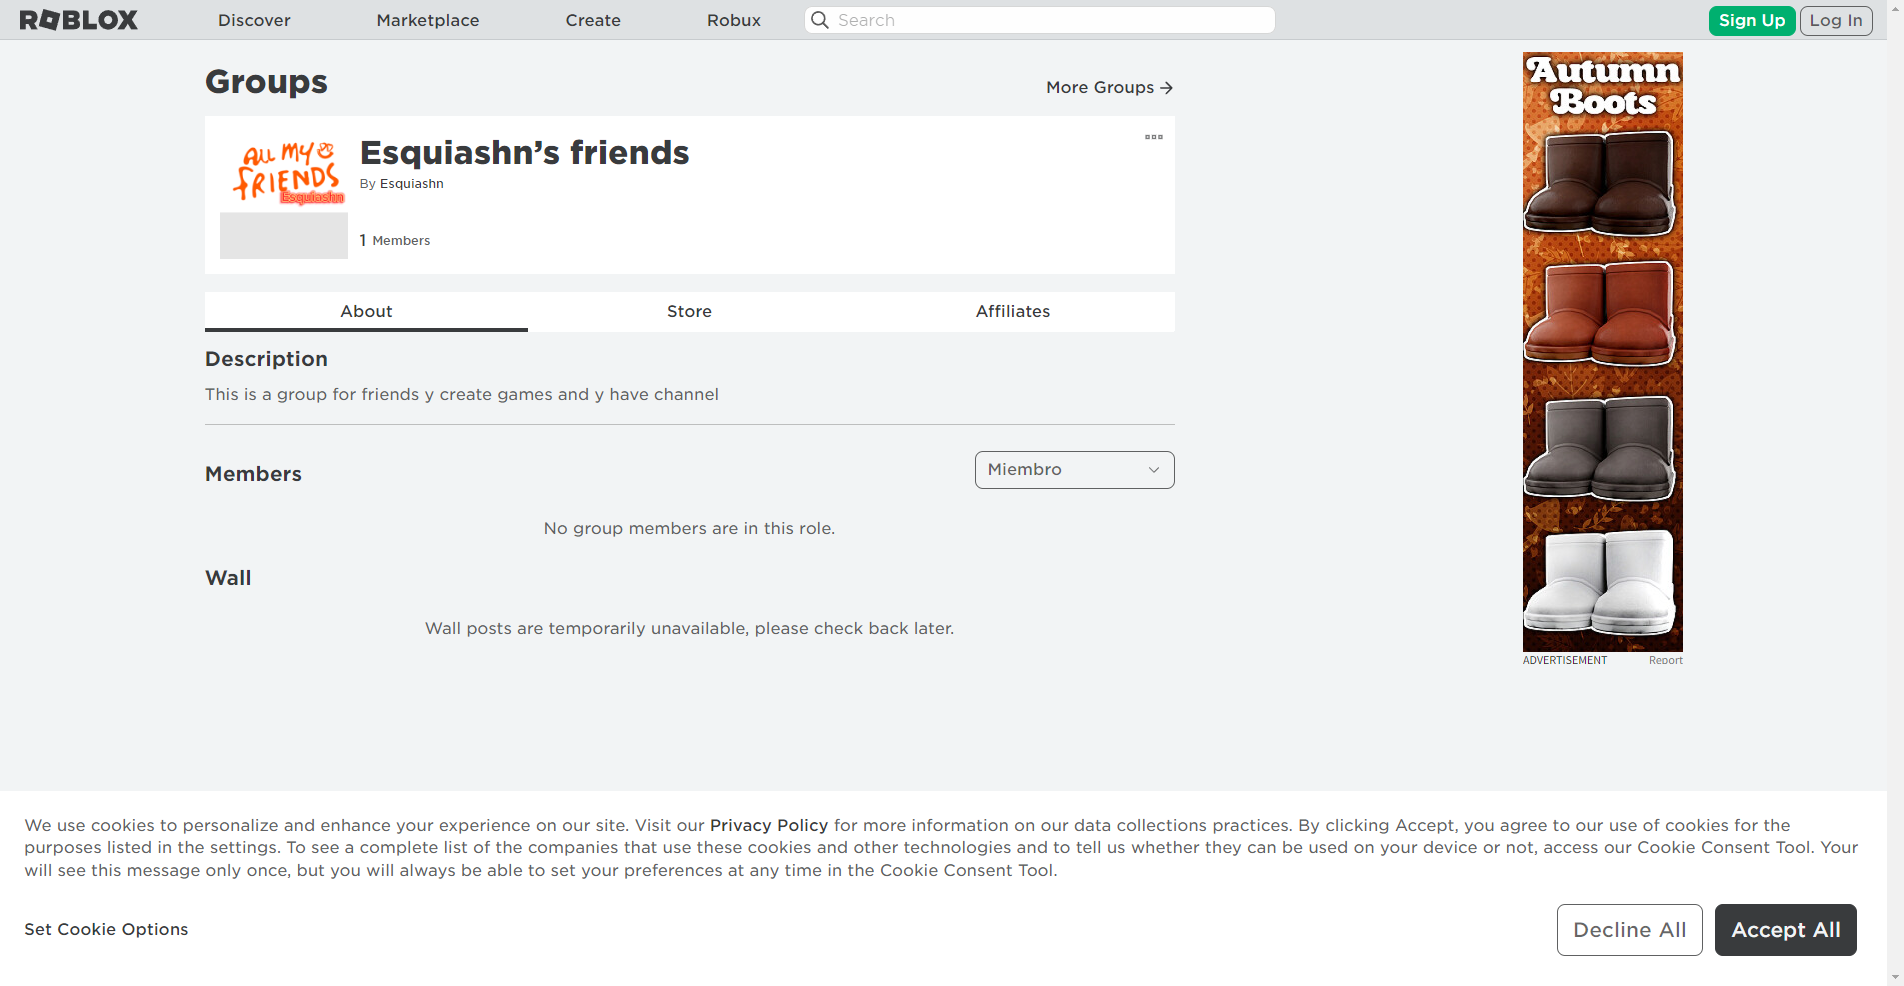 ROBLOX
Discover
Marketplace
Create
Robux
Search
Sign Up
Log In
Groups
More Groups →
ALL MY
FRIENDS
Esquiashn
Esquiashn’s friends
By Esquiashn
1 Members
About
Store
Affiliates
Description
This is a group for friends y create games and y have channel
Members
Miembro
No group members are in this role.
Wall
Wall posts are temporarily unavailable, please check back later.
Autumn
Boots
ADVERTISEMENT
Report
We use cookies to personalize and enhance your experience on our site. Visit our Privacy Policy for more information on our data collections practices. By clicking Accept, you agree to our use of cookies for the
purposes listed in the settings. To see a complete list of the companies that use these cookies and other technologies and to tell us whether they can be used on your device or not, access our Cookie Consent Tool. Your
will see this message only once, but you will always be able to set your preferences at any time in the Cookie Consent Tool.
Set Cookie Options
Decline All
Accept All